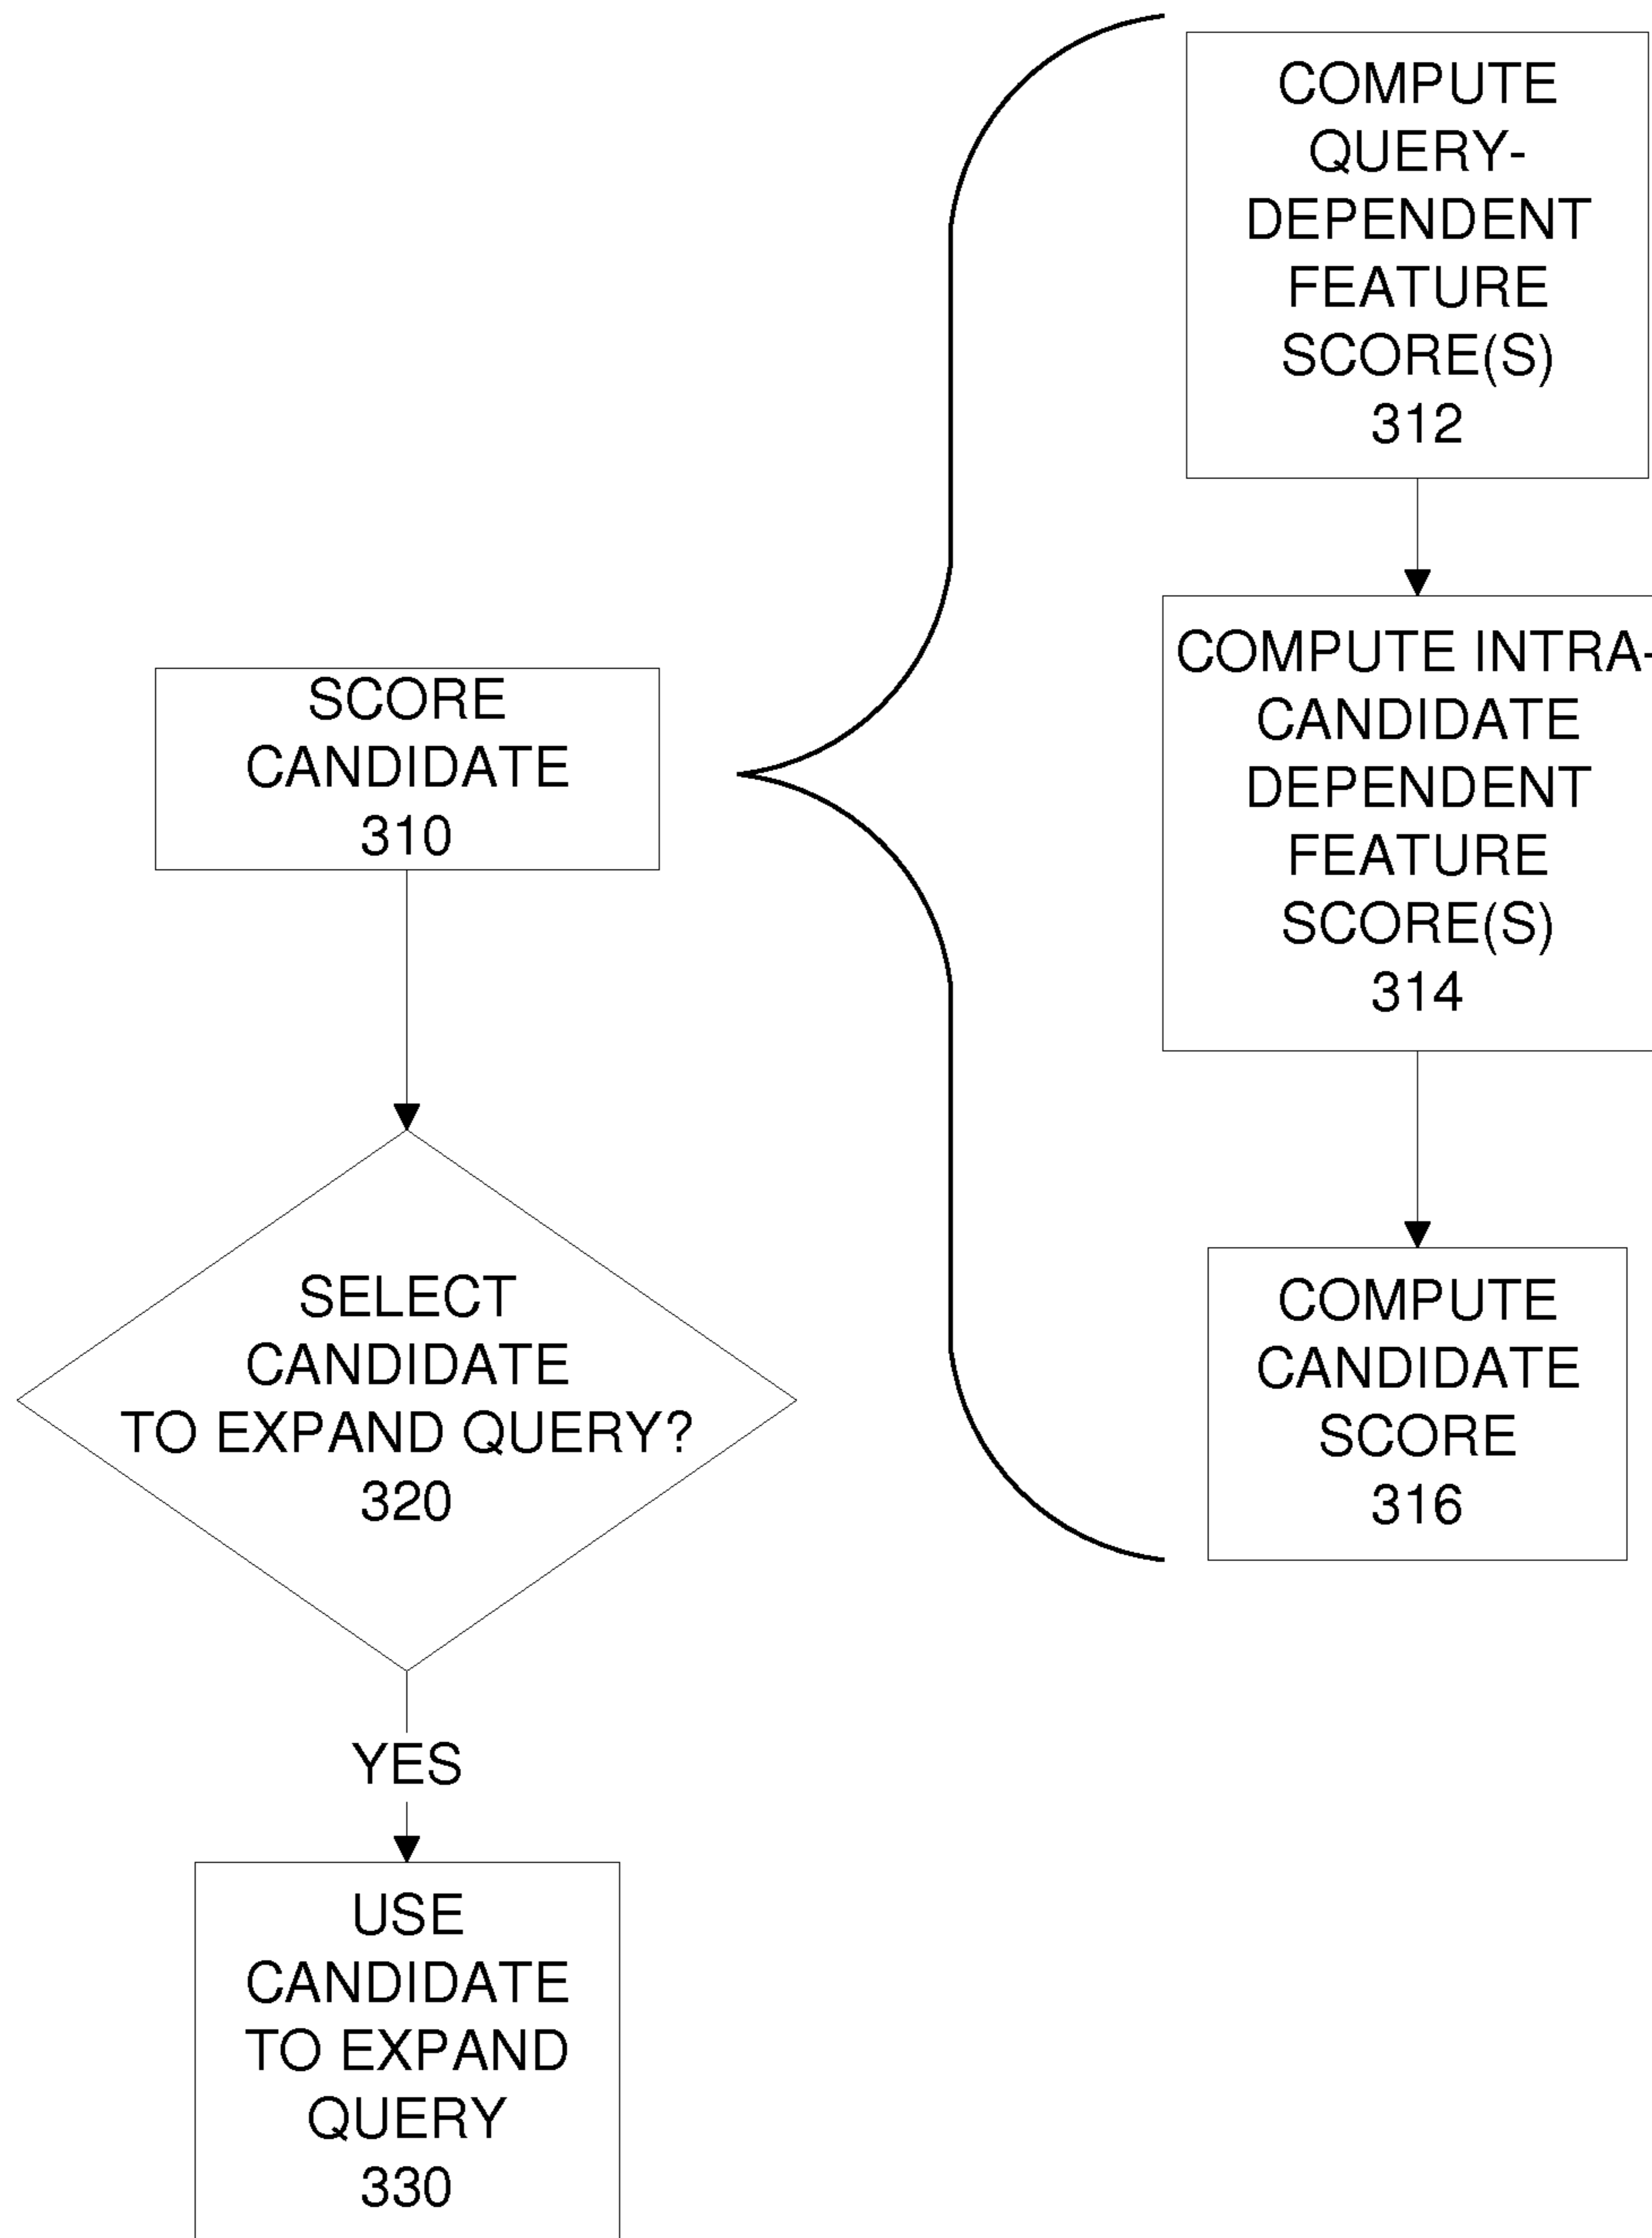 SCORE
CANDIDATE
310
SELECT
CANDIDATE
TO EXPAND QUERY?
320
YES
USE
CANDIDATE
TO EXPAND
QUERY
330
COMPUTE
QUERY-
DEPENDENT
FEATURE
SCORE(S)
312
COMPUTE INTRA-
CANDIDATE
DEPENDENT
FEATURE
SCORE(S)
314
COMPUTE
CANDIDATE
SCORE
316